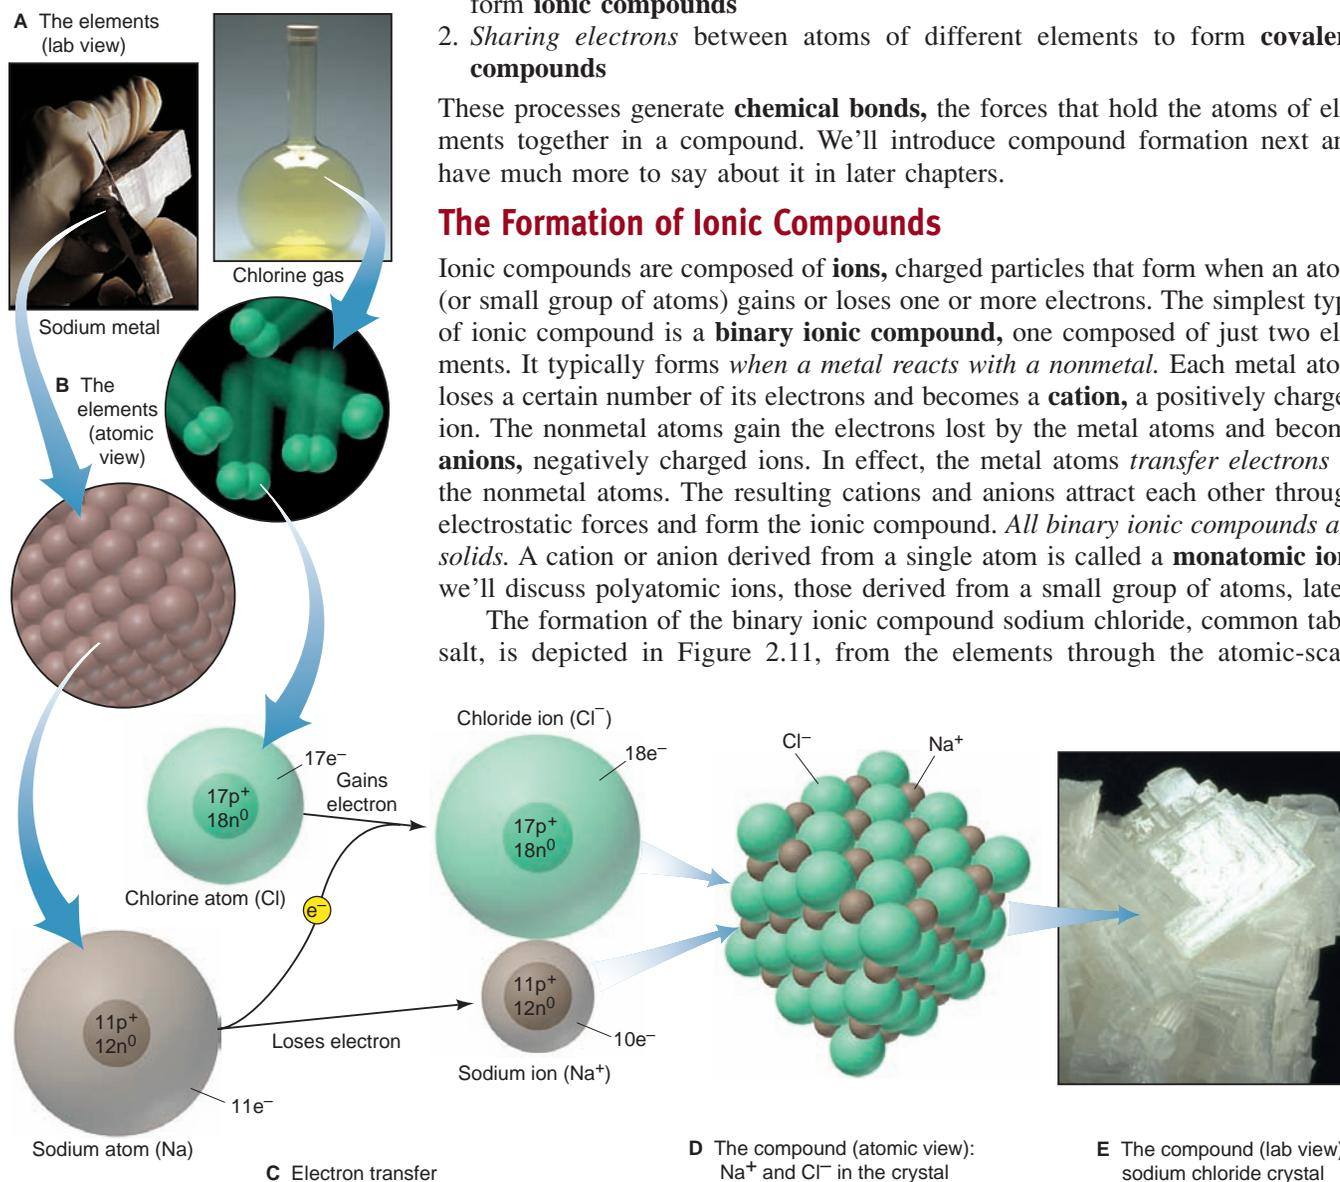 A The elements
(lab view)
Sodium metal
Chlorine gas
B The
elements
(atomic
view)
form ionic compounds
2. Sharing electrons between atoms of different elements to form covale
compounds
These processes generate chemical bonds, the forces that hold the atoms of el
ments together in a compound. We'll introduce compound formation next a
have much more to say about it in later chapters.
The Formation of Ionic Compounds
Ionic compounds are composed of ions, charged particles that form when an ato
(or small group of atoms) gains or loses one or more electrons. The simplest typ
of ionic compound is a binary ionic compound, one composed of just two el
ments. It typically forms when a metal reacts with a nonmetal. Each metal ato
loses a certain number of its electrons and becomes a cation, a positively charge
ion. The nonmetal atoms gain the electrons lost by the metal atoms and becom
anions, negatively charged ions. In effect, the metal atoms transfer electrons
the nonmetal atoms. The resulting cations and anions attract each other throug
electrostatic forces and form the ionic compound. All binary ionic compounds a
solids. A cation or anion derived from a single atom is called a monatomic ion
we'll discuss polyatomic ions, those derived from a small group of atoms, late
The formation of the binary ionic compound sodium chloride, common tab
salt, is depicted in Figure 2.11, from the elements through the atomic-sca
17e⁻
17p⁺
18n⁰
Chlorine atom (Cl)
Gains
electron
e⁻
Chloride ion (Cl⁻)
18e⁻
17p⁺
18n⁰
11p⁺
12n⁰
11e⁻
Sodium atom (Na)
Loses electron
11p⁺
12n⁰
10e⁻
Sodium ion (Na⁺)
C Electron transfer
Cl⁻
Na⁺
D The compound (atomic view):
Na⁺ and Cl⁻ in the crystal
E The compound (lab view)
sodium chloride crystal